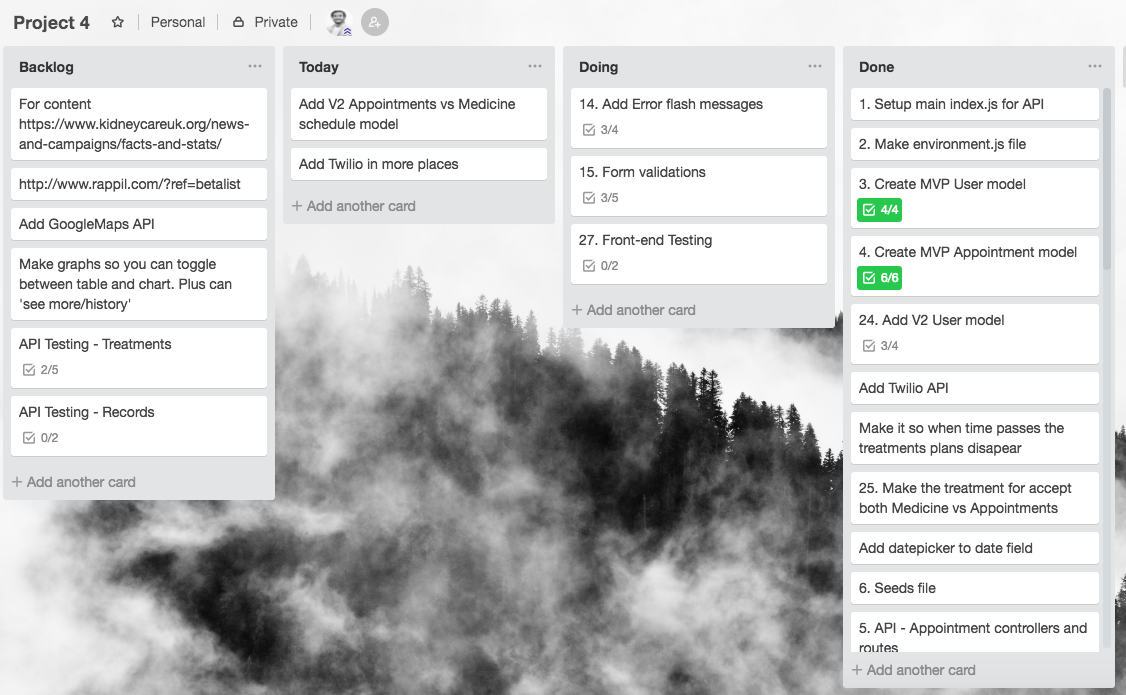 Project 4
Personal
Private
Backlog
For content
https://www.kidneycareuk.org/news-
and-campaigns/facts-and-stats/
http://www.rappil.com/?ref=betalist
Add GoogleMaps API
Make graphs so you can toggle
between table and chart. Plus can
'see more/history'
API Testing - Treatments
2/5
API Testing - Records
0/2
+ Add another card
Today
Add V2 Appointments vs Medicine
schedule model
Add Twilio in more places
+ Add another card
Doing
14. Add Error flash messages
3/4
15. Form validations
3/5
27. Front-end Testing
0/2
+ Add another card
Done
1. Setup main index.js for API
2. Make environment.js file
3. Create MVP User model
4/4
4. Create MVP Appointment model
6/6
24. Add V2 User model
3/4
Add Twilio API
Make it so when time passes the
treatments plans disapear
25. Make the treatment for accept
both Medicine vs Appointments
Add datepicker to date field
6. Seeds file
5. API - Appointment controllers and
routes
+ Add another card